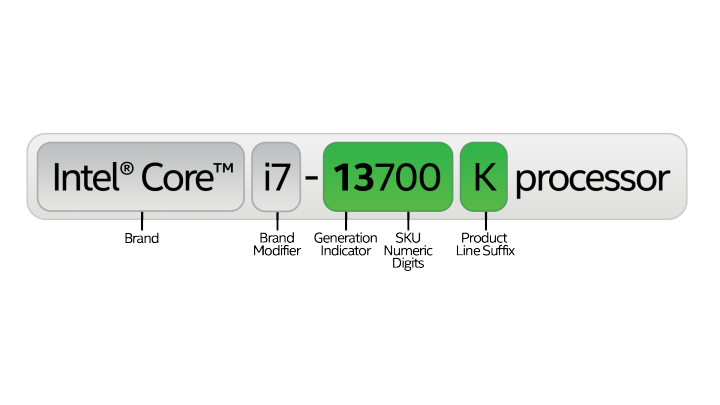 Intel® Core™ i7 - 13700 K processor
Brand
Brand
Modifier
Generation
Indicator
SKU
Numeric
Digits
Product
Line Suffix